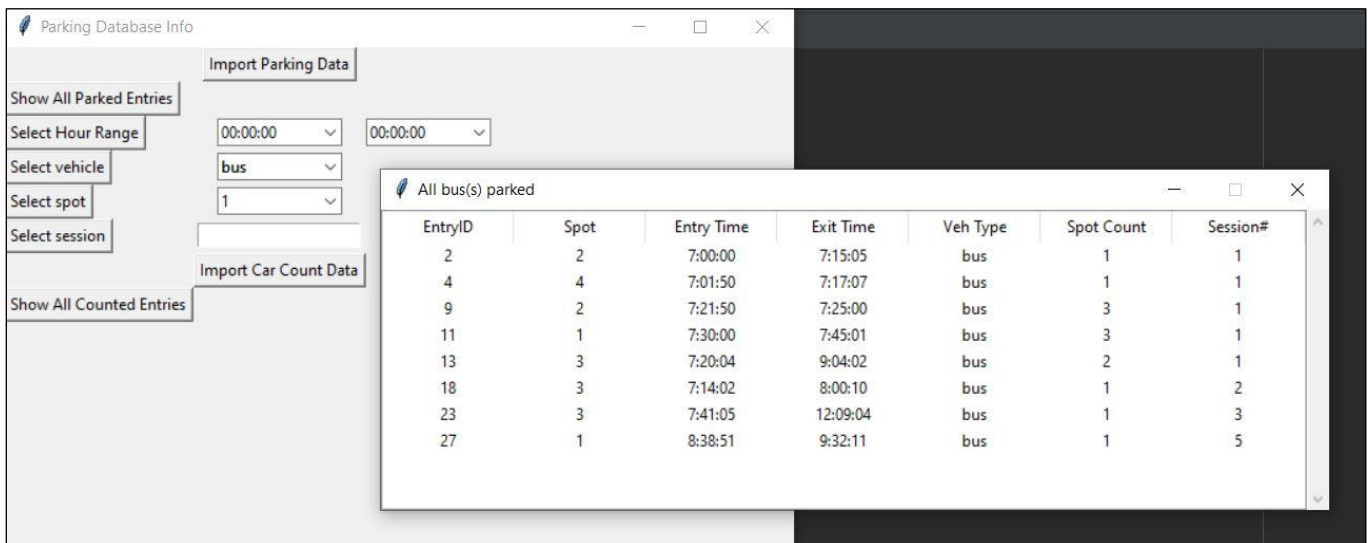 Parking Database Info
Import Parking Data
Show All Parked Entries
Select Hour Range 00:00:00 00:00:00
Select vehicle bus
Select spot 1
Select session
Import Car Count Data
Show All Counted Entries
All bus(s) parked
EntryID Spot Entry Time Exit Time Veh Type Spot Count Session#
2 2 7:00:00 7:15:05 bus 1 1
4 4 7:01:50 7:17:07 bus 1 1
9 2 7:21:50 7:25:00 bus 3 1
11 1 7:30:00 7:45:01 bus 3 1
13 3 7:20:04 9:04:02 bus 2 1
18 3 7:14:02 8:00:10 bus 1 2
23 3 7:41:05 12:09:04 bus 1 3
27 1 8:38:51 9:32:11 bus 1 5